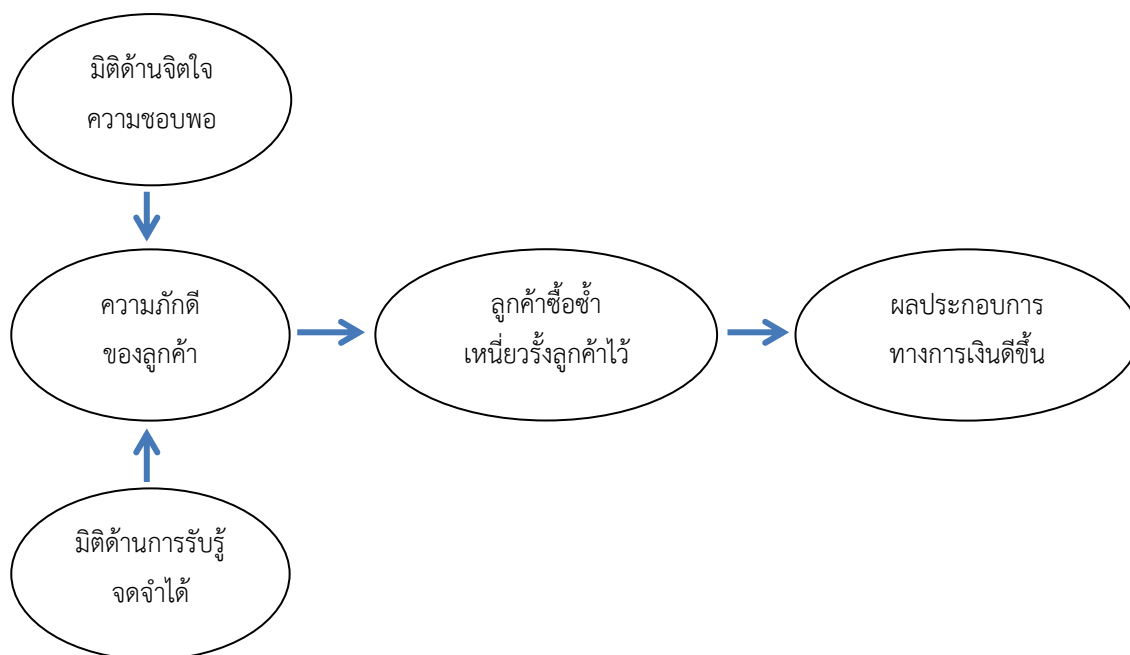 มิติด้านจิตใจ
ความชอบพอ
ความภักดี
ของลูกค้า
ลูกค้าซื้อซ้ำ
เหนี่ยวรั้งลูกค้าไว้
ผลประกอบการ
ทางการเงินดีขึ้น
มิติด้านการรับรู้
จดจำได้